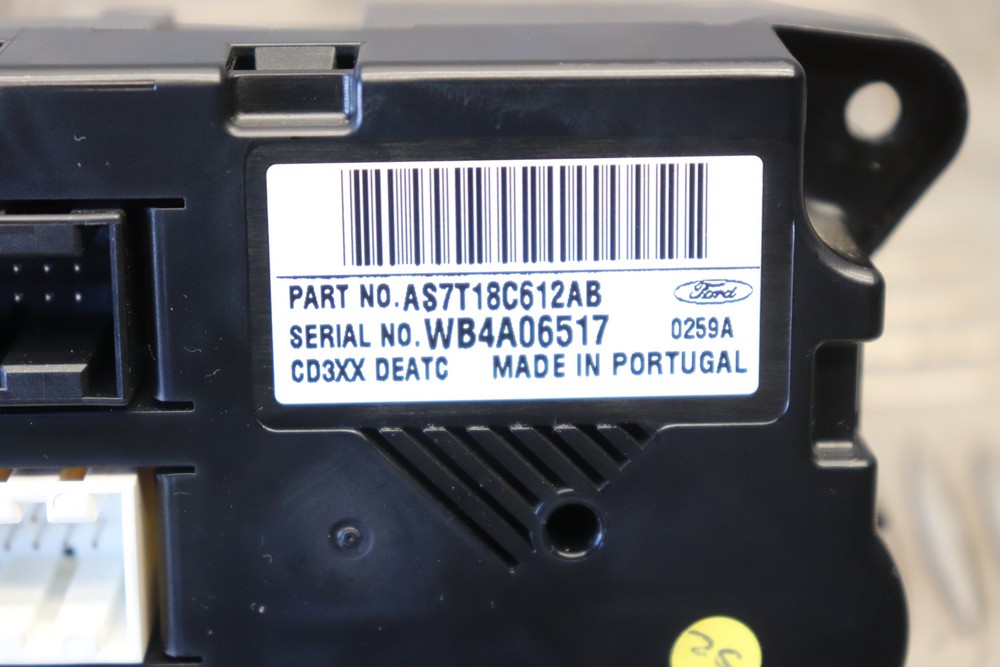 PART NO. AS7T18C612AB Ford
SERIAL NO. WB4A06517 0259A
CD3XX DEATC MADE IN PORTUGAL